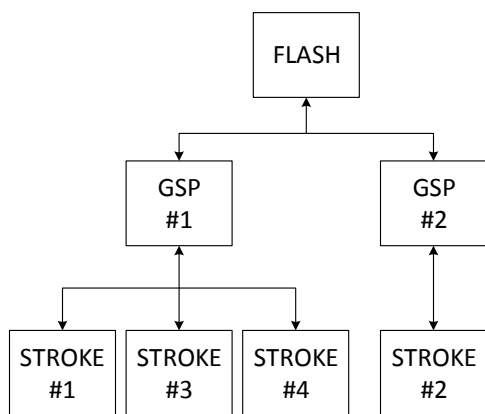 FLASH
GSP
#1
GSP
#2
STROKE
#1
STROKE
#3
STROKE
#4
STROKE
#2